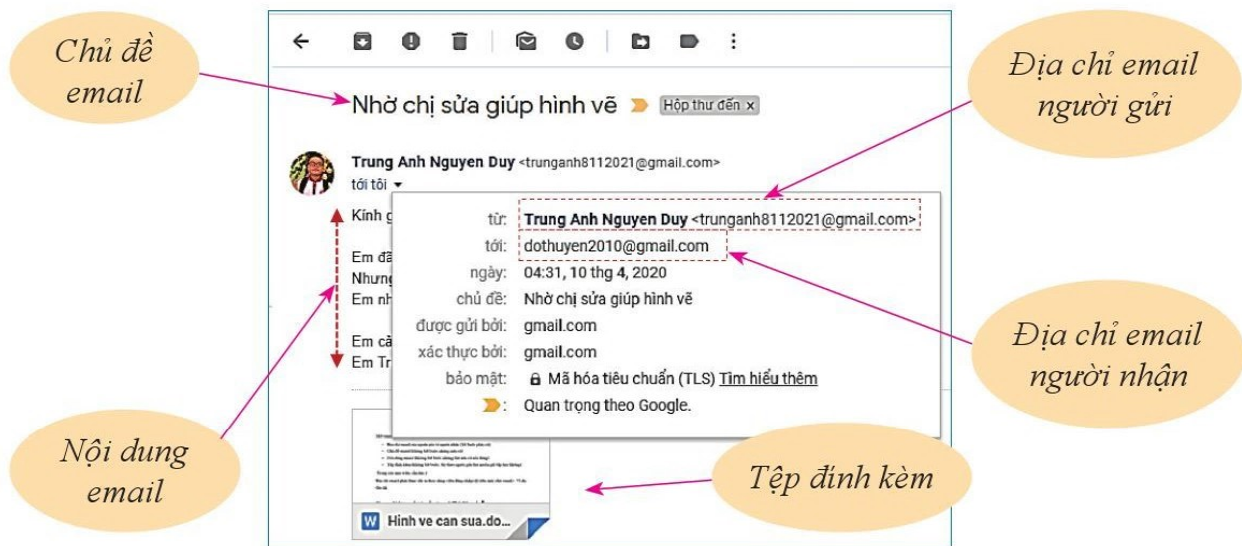 Chủ đề
email
Địa chỉ email
người gửi
Nhờ chị sửa giúp hình vẽ Hộp thư đến x
Trung Anh Nguyen Duy <trunganh8112021@gmail.com>
tới tôi
Kính g
từ: Trung Anh Nguyen Duy <trunganh8112021@gmail.com>
tới: dothuyen2010@gmail.com
Em đã
ngày: 04:31, 10 thg 4, 2020
Nhưng
Em nh
chủ đề: Nhờ chị sửa giúp hình vẽ
được gửi bởi: gmail.com
Em cả
xác thực bởi: gmail.com
Em Tr
bảo mật: Mã hóa tiêu chuẩn (TLS) Tìm hiểu thêm
: Quan trọng theo Google.
Địa chỉ email
người nhận
Nội dung
email
Tệp đính kèm
W Hinh ve can sua.do...